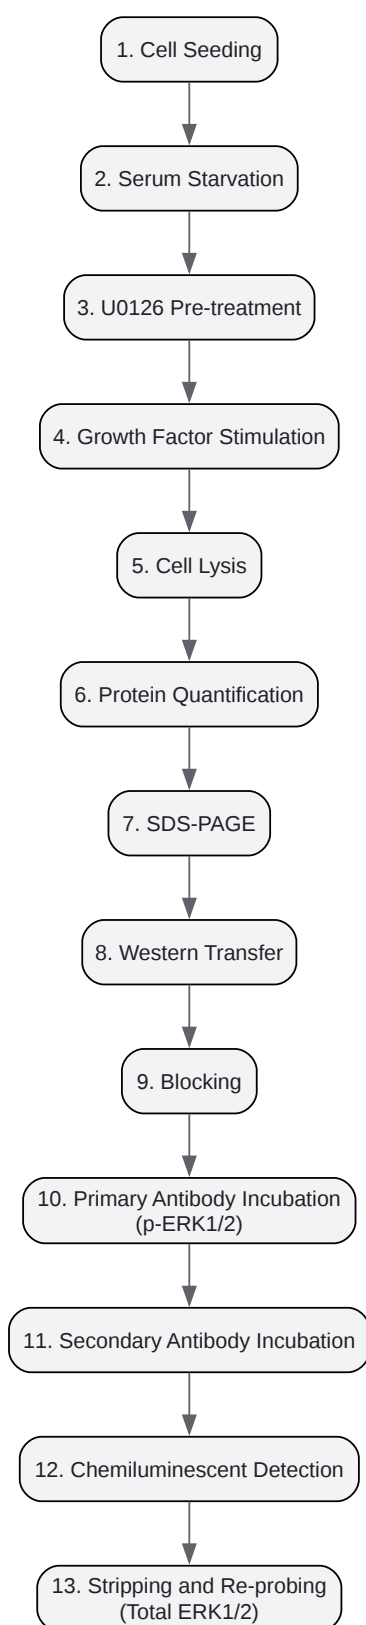 1. Cell Seeding
2. Serum Starvation
3. U0126 Pre-treatment
4. Growth Factor Stimulation
5. Cell Lysis
6. Protein Quantification
7. SDS-PAGE
8. Western Transfer
9. Blocking
10. Primary Antibody Incubation
(p-ERK1/2)
11. Secondary Antibody Incubation
12. Chemiluminescent Detection
13. Stripping and Re-probing
(Total ERK1/2)